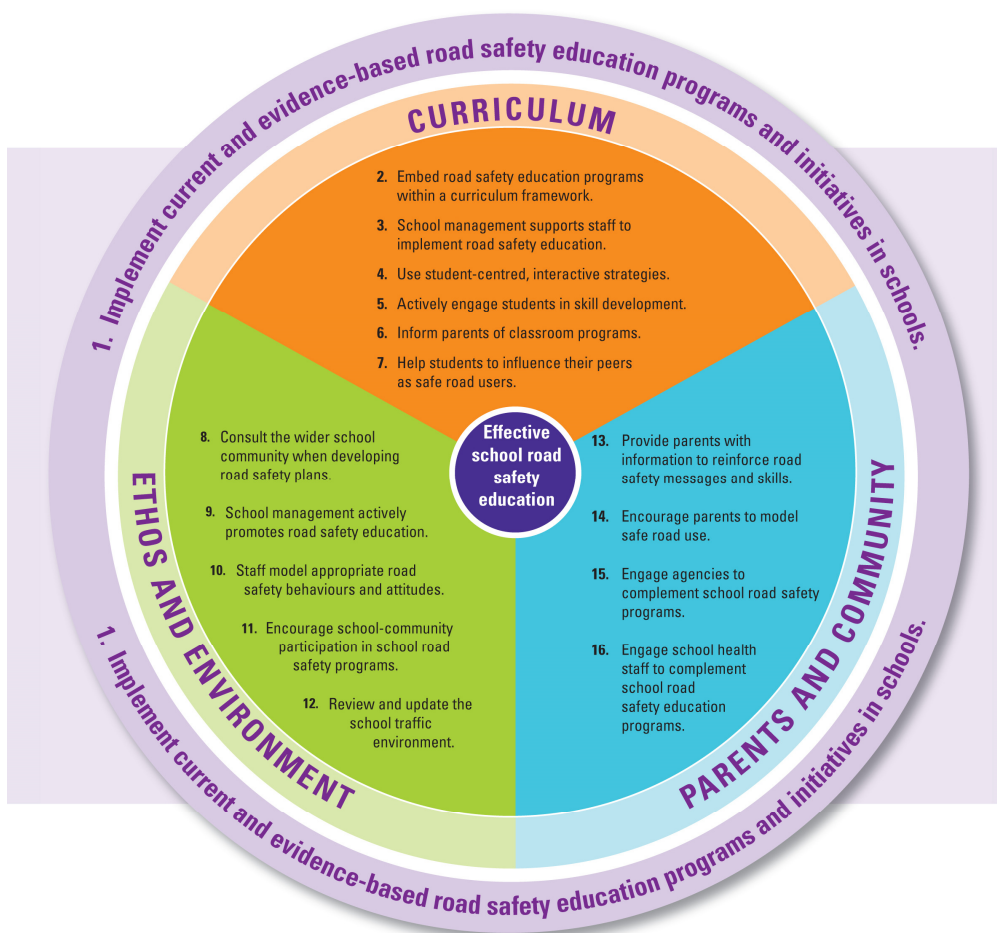 1. Implement current and evidence-based road safety education programs and initiatives in schools.
CURRICULUM
2. Embed road safety education programs
within a curriculum framework.
3. School management supports staff to
implement road safety education.
4. Use student-centred, interactive strategies.
5. Actively engage students in skill development.
6. Inform parents of classroom programs.
7. Help students to influence their peers
as safe road users.
Effective
school road
safety
education
ETHOS AND ENVIRONMENT
8. Consult the wider school
community when developing
road safety plans.
9. School management actively
promotes road safety education.
10. Staff model appropriate road
safety behaviours and attitudes.
11. Encourage school-community
participation in school road
safety programs.
12. Review and update the
school traffic
environment.
PARENTS AND COMMUNITY
13. Provide parents with
information to reinforce road
safety messages and skills.
14. Encourage parents to model
safe road use.
15. Engage agencies to
complement school road safety
programs.
16. Engage school health
staff to complement
school road
safety education
programs.
1. Implement current and evidence-based road safety education programs and initiatives in schools.